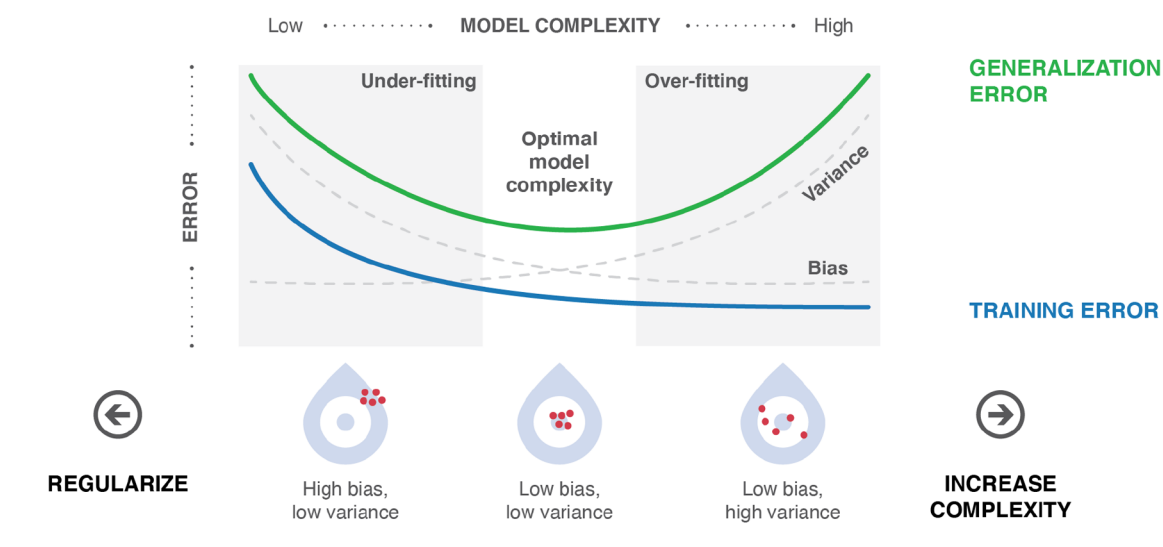 Low MODEL COMPLEXITY High
GENERALIZATION
ERROR
Under-fitting
Over-fitting
Optimal
model
complexity
Variance
ERROR
Bias
TRAINING ERROR
REGULARIZE
High bias,
low variance
Low bias,
low variance
Low bias,
high variance
INCREASE
COMPLEXITY